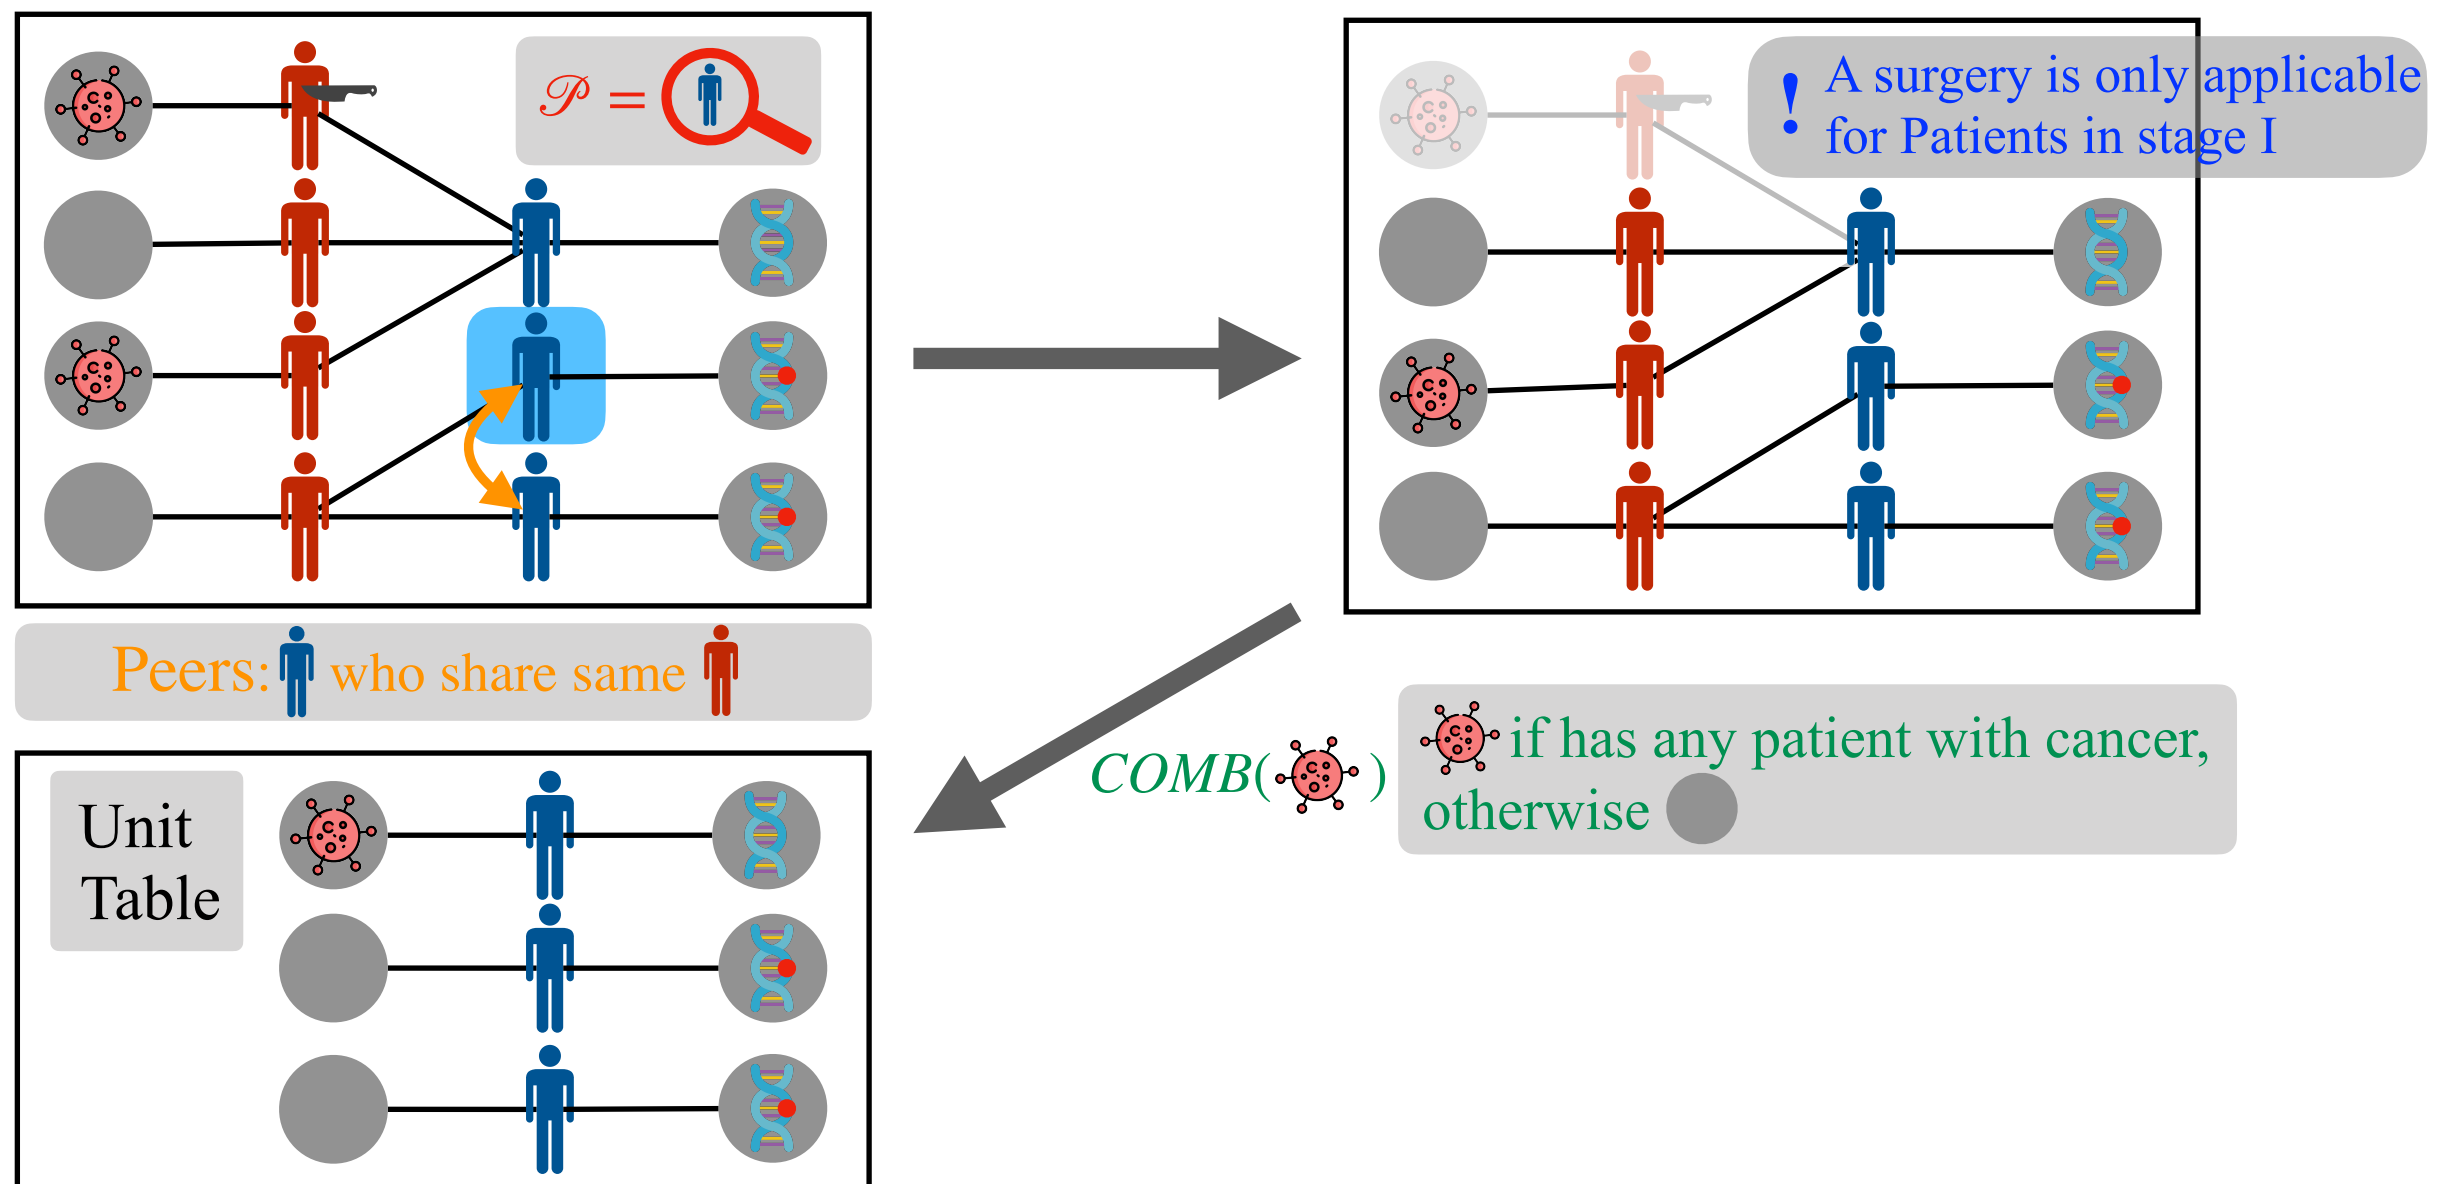 𝒫 =
! A surgery is only applicable
for Patients in stage I
Peers: who share same
COMB( )
if has any patient with cancer,
otherwise
Unit
Table